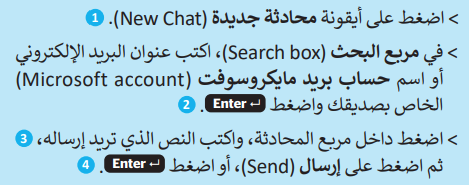 > اضغط على أيقونة محادثة جديدة (New Chat). 1
> في مربع البحث (Search box)، اكتب عنوان البريد الإلكتروني
أو اسم حساب بريد مايكروسوفت (Microsoft account)
الخاص بصديقك واضغط Enter ↵. 2
> اضغط داخل مربع المحادثة، واكتب النص الذي تريد إرساله، 3
ثم اضغط على إرسال (Send)، أو اضغط Enter ↵. 4